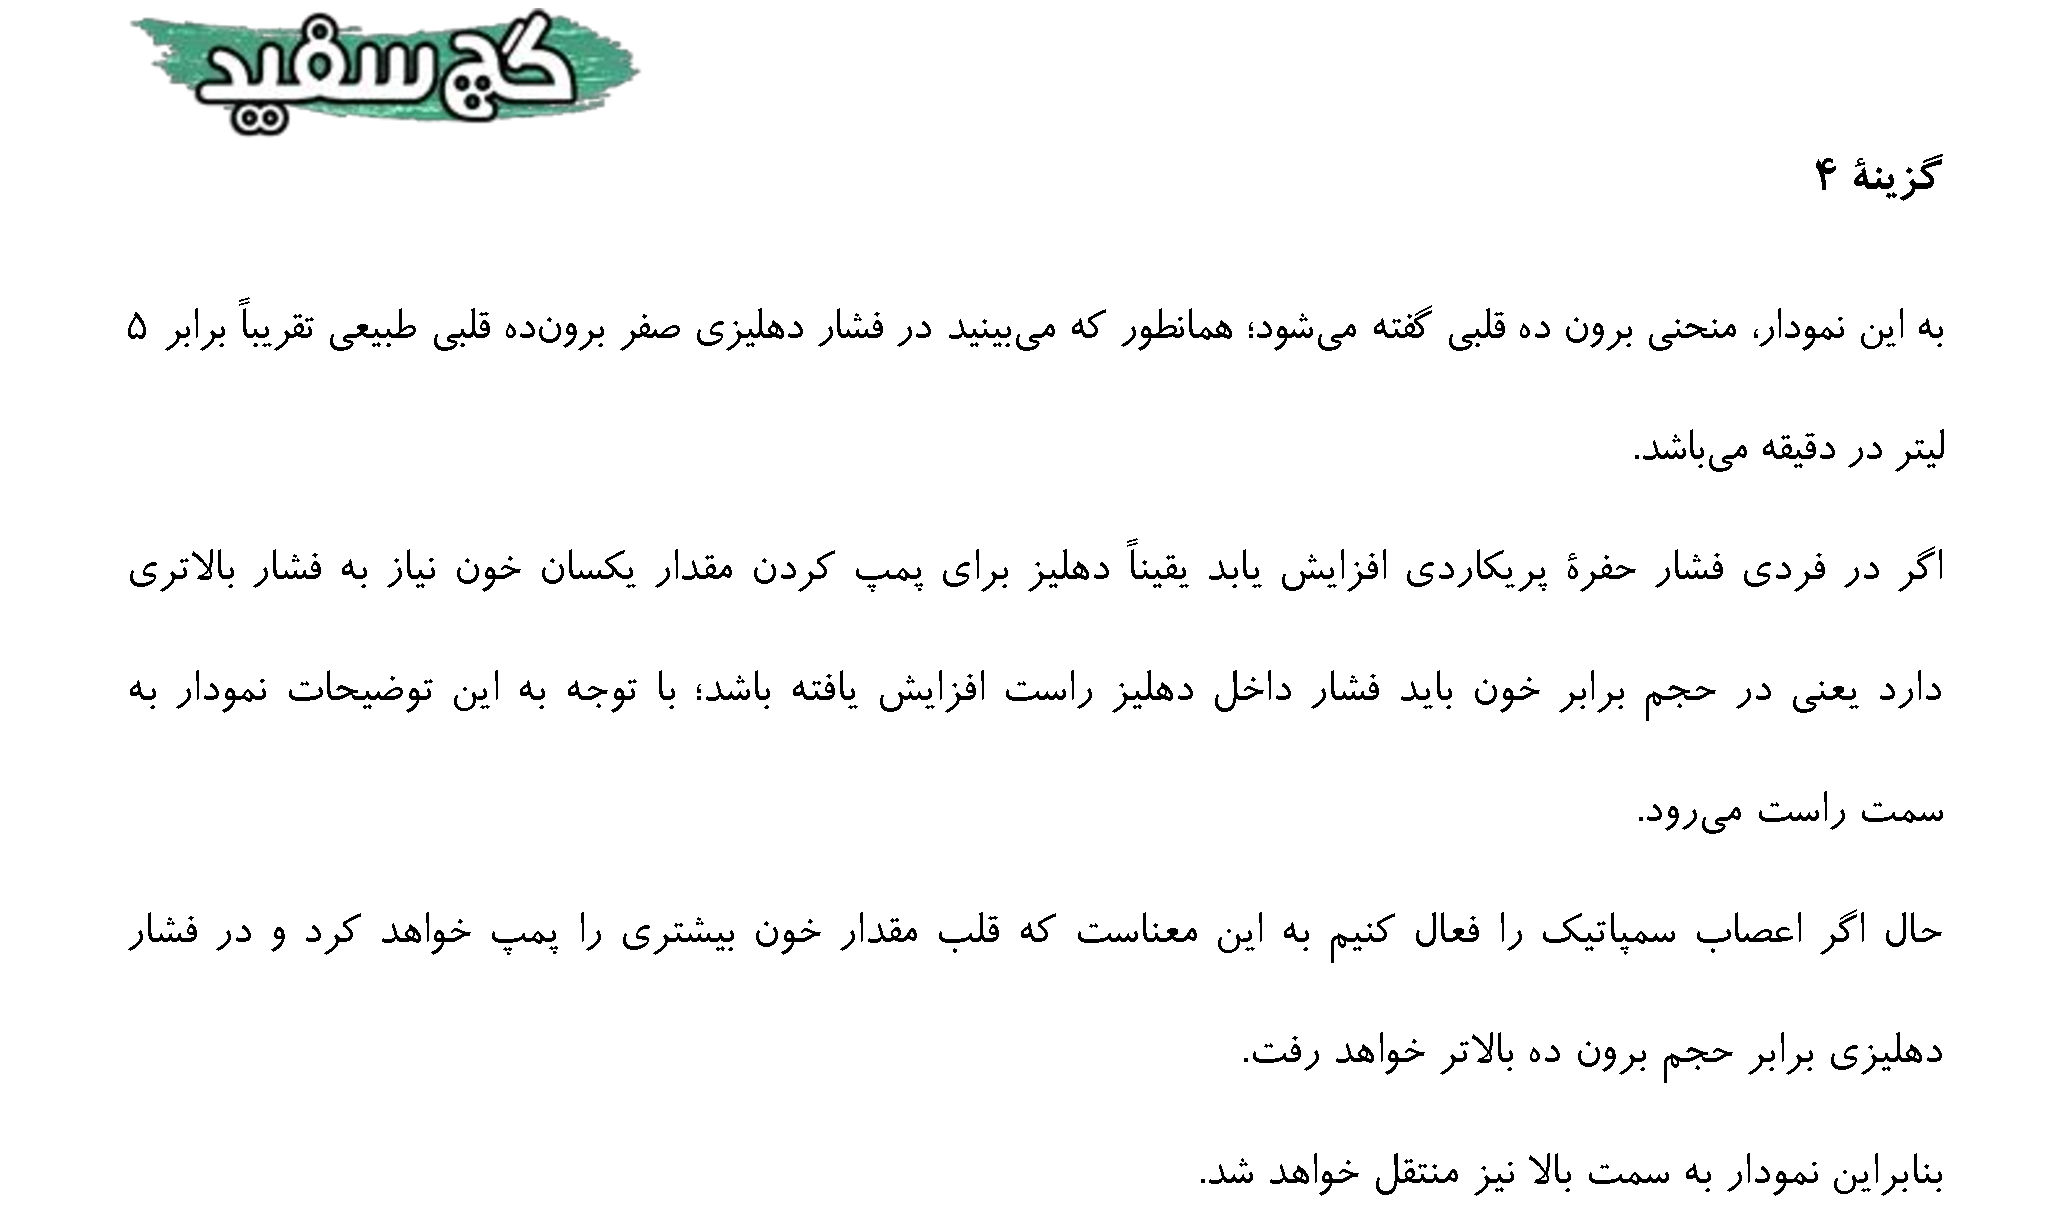 گچ سفید
گزینهٔ ۴
به این نمودار، منحنی برون ده قلبی گفته می‌شود؛ همانطور که می‌بینید در فشار دهلیزی صفر برون‌ده قلبی طبیعی تقریباً برابر ۵
لیتر در دقیقه می‌باشد.
اگر در فردی فشار حفرهٔ پریکاردی افزایش یابد یقیناً دهلیز برای پمپ کردن مقدار یکسان خون نیاز به فشار بالاتری
دارد یعنی در حجم برابر خون باید فشار داخل دهلیز راست افزایش یافته باشد؛ با توجه به این توضیحات نمودار به
سمت راست می‌رود.
حال اگر اعصاب سمپاتیک را فعال کنیم به این معناست که قلب مقدار خون بیشتری را پمپ خواهد کرد و در فشار
دهلیزی برابر حجم برون ده بالاتر خواهد رفت.
بنابراین نمودار به سمت بالا نیز منتقل خواهد شد.